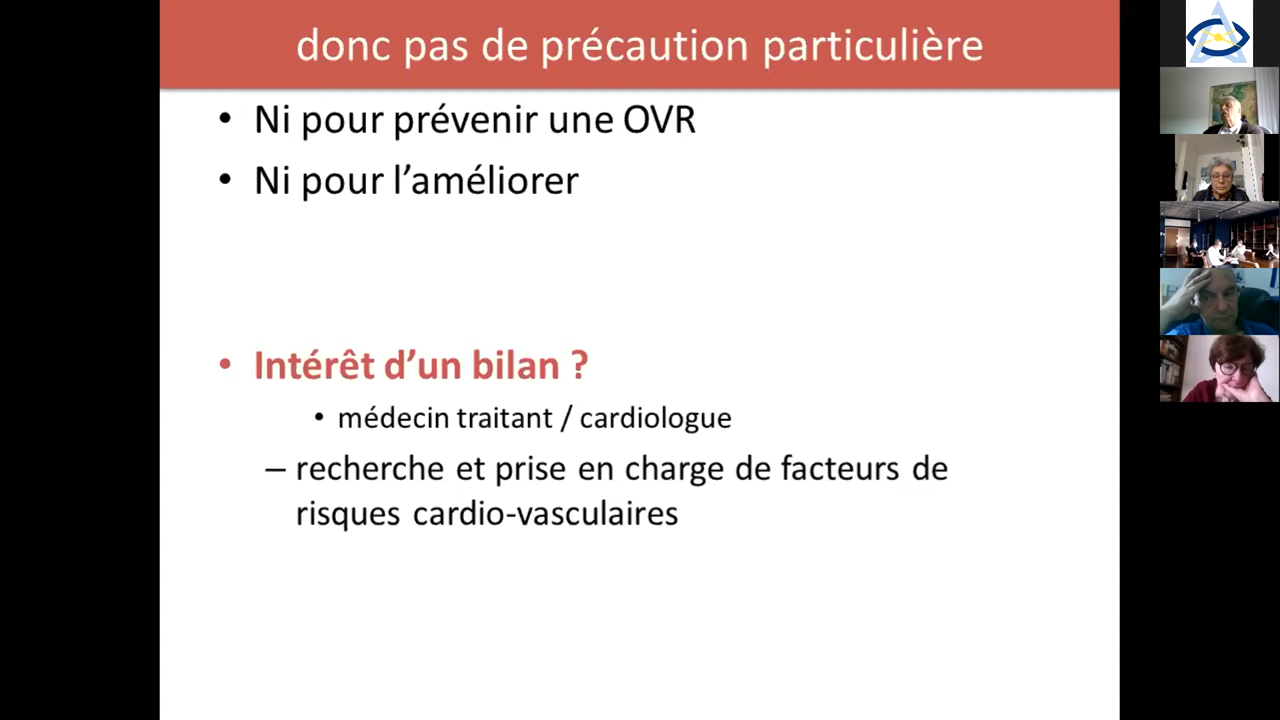 donc pas de précaution particulière
• Ni pour prévenir une OVR
• Ni pour l’améliorer
• Intérêt d’un bilan ?
• médecin traitant / cardiologue
– recherche et prise en charge de facteurs de
risques cardio-vasculaires